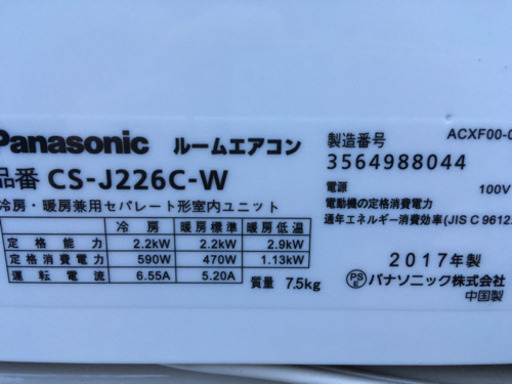 Panasonic ルームエアコン
品番 CS-J226C-W
冷房・暖房兼用セパレート形室内ユニット
冷房 暖房標準 暖房低温
定格能力 2.2kW 2.2kW 2.9kW
定格消費電力 590W 470W 1.13kW
運転電流 6.55A 5.20A
質量 7.5kg
製造番号 ACXF00-
3564988044
電源 100V
電動機の定格消費電力
通年エネルギー消費効率(JIS C 9612:
PS E 2017年製
パナソニック株式会社
中国製